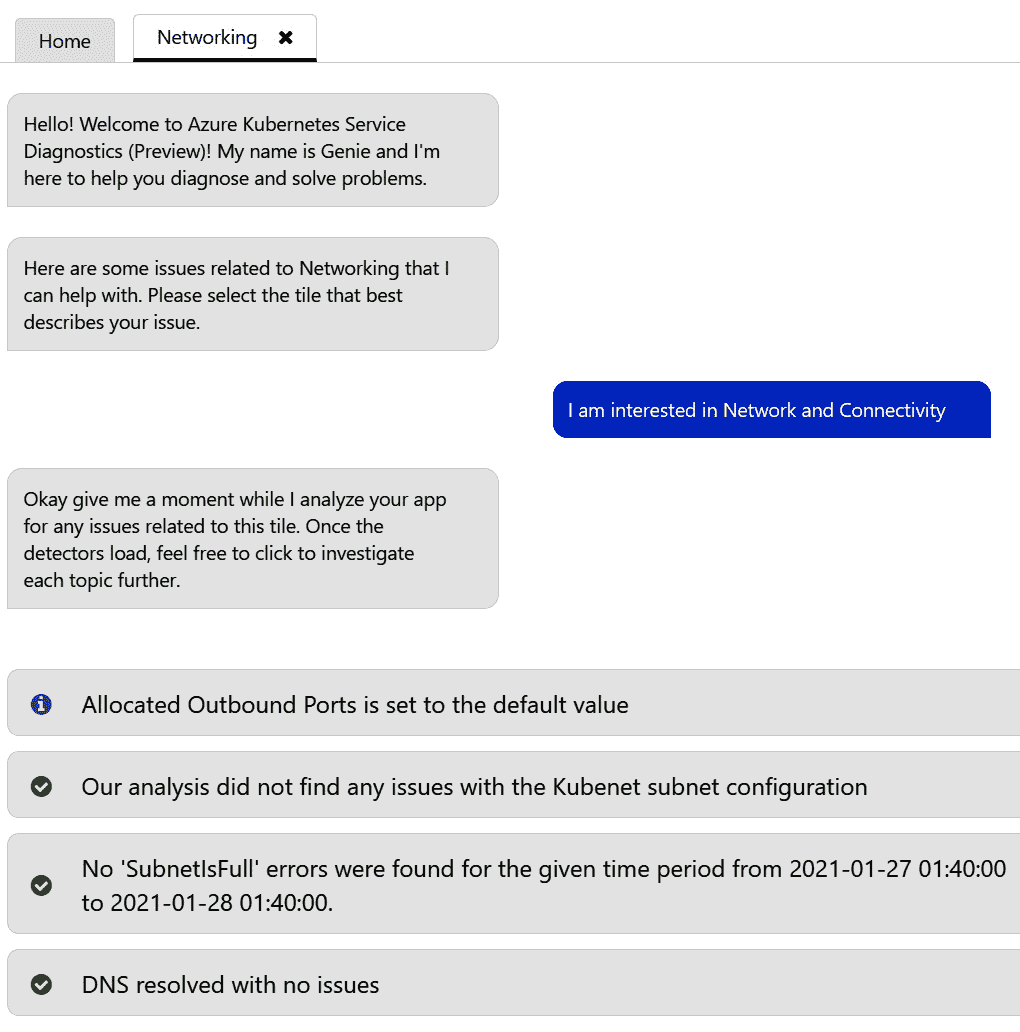 Home
Networking
Hello! Welcome to Azure Kubernetes Service
Diagnostics (Preview)! My name is Genie and I'm
here to help you diagnose and solve problems.
Here are some issues related to Networking that I
can help with. Please select the tile that best
describes your issue.
I am interested in Network and Connectivity
Okay give me a moment while I analyze your app
for any issues related to this tile. Once the
detectors load, feel free to click to investigate
each topic further.
Allocated Outbound Ports is set to the default value
Our analysis did not find any issues with the Kubenet subnet configuration
No 'SubnetIsFull' errors were found for the given time period from 2021-01-27 01:40:00
to 2021-01-28 01:40:00.
DNS resolved with no issues